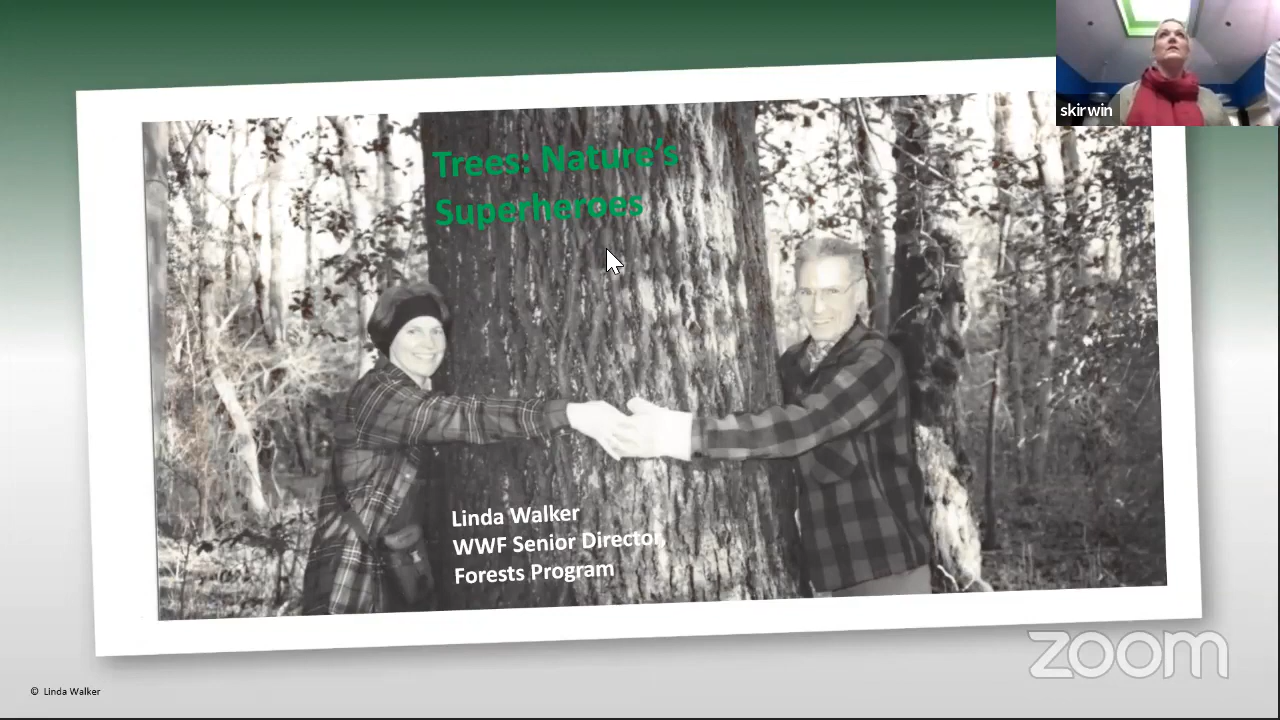 skirwin
Trees: Nature's
Superheroes
Linda Walker
WWF Senior Director,
Forests Program
zoom
© Linda Walker